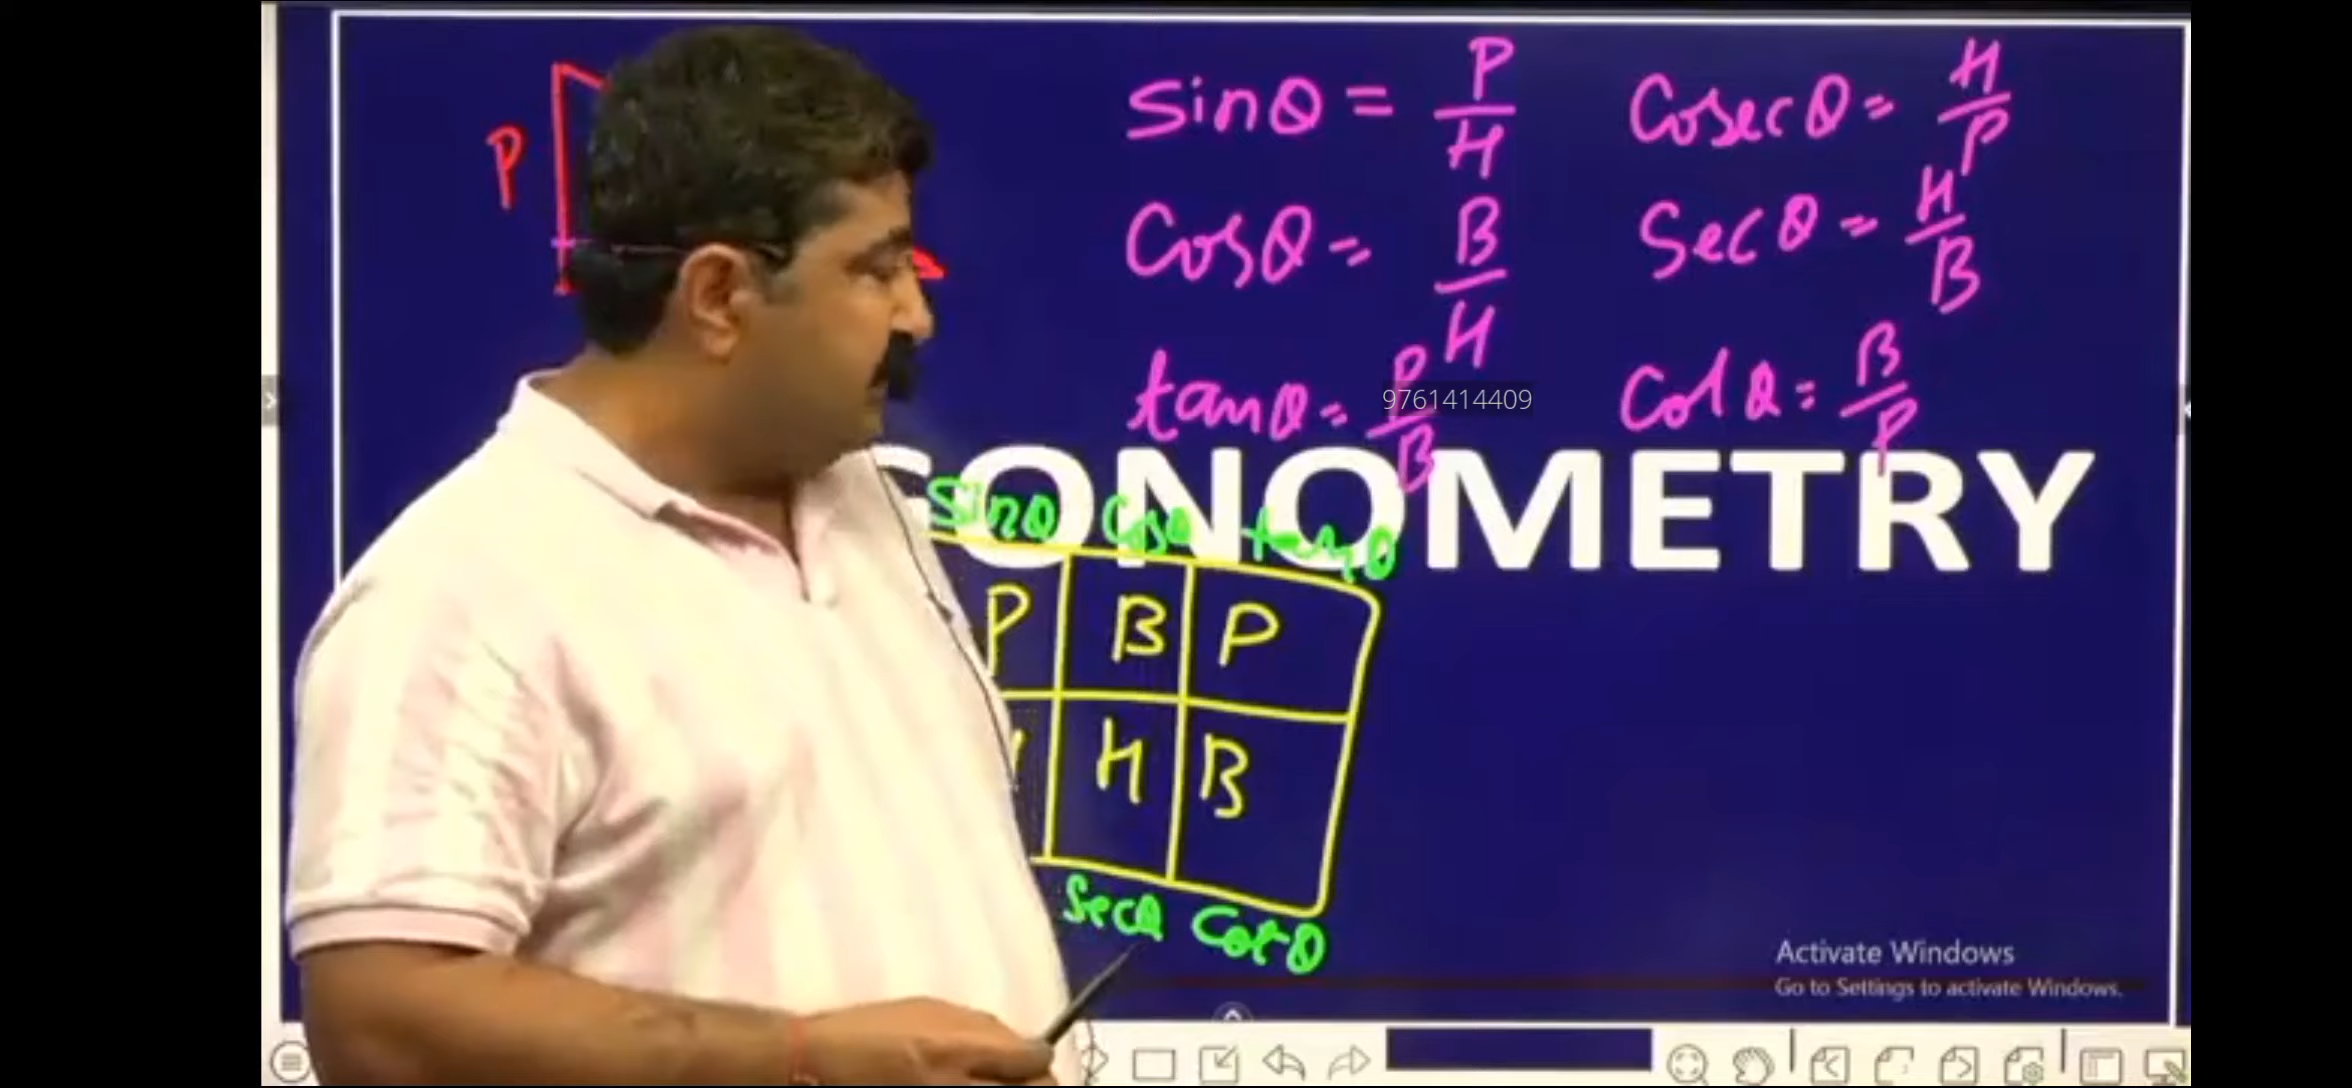 P
sinθ = P/H cosecθ = H/P
cosθ = B/H secθ = H/B
tanθ = P/B cotθ = B/P
9761414409
GONOMETRY
sinθ cosθ tanθ
P B P
H B
secθ cotθ
Activate Windows
Go to Settings to activate Windows.